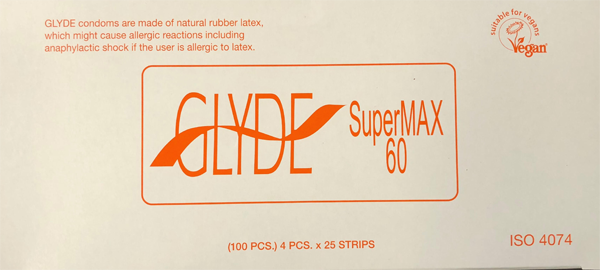 GLYDE condoms are made of natural rubber latex,
which might cause allergic reactions including
anaphylactic shock if the user is allergic to latex.
suitable for vegans
Vegan
GLYDE
SuperMAX
60
(100 PCS.) 4 PCS. x 25 STRIPS
ISO 4074